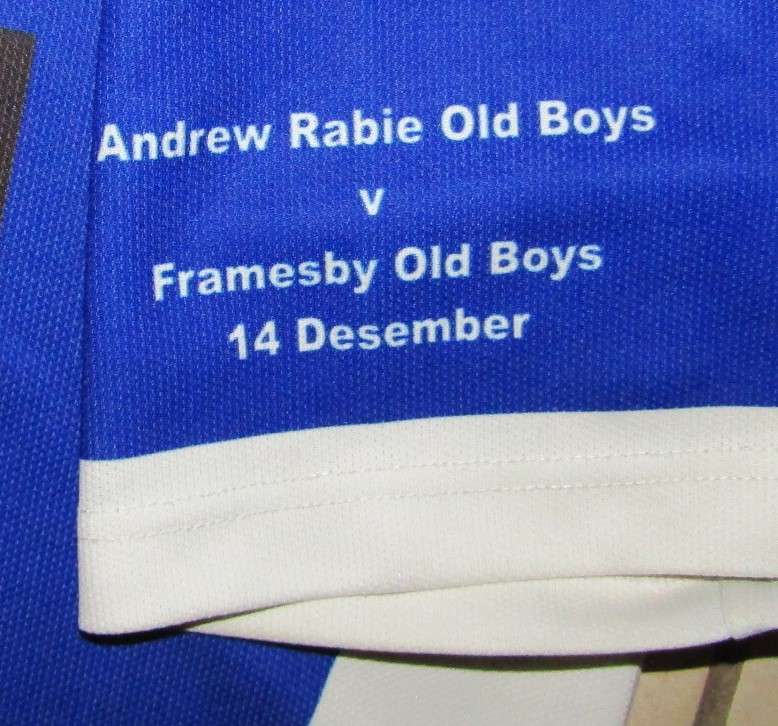 Andrew Rabie Old Boys
v
Framesby Old Boys
14 Desember